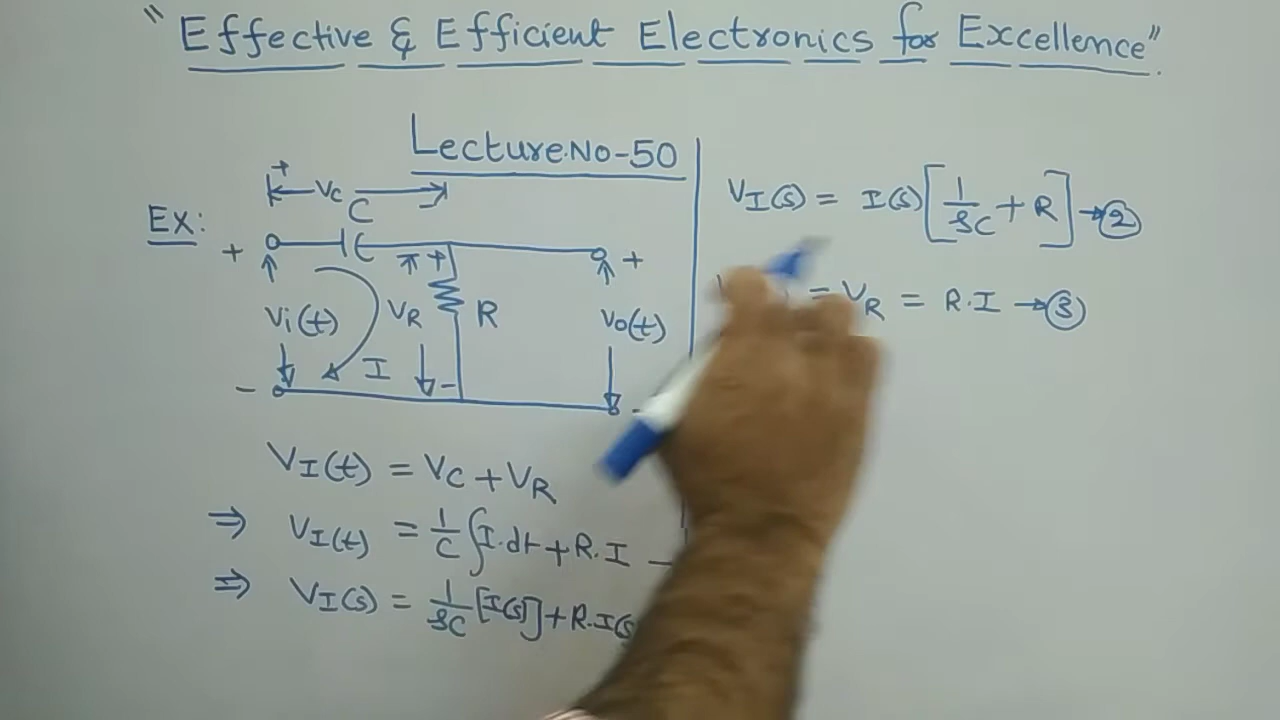 "Effective & Efficient Electronics for Excellence".
Lecture.No-50
Ex:
+ VC
C
+ +
+
Vi(t) VR R Vo(t)
I
- -
VI(t) = VC + VR
⇒ VI(t) = 1/C ∫I.dt + R.I
⇒ VI(s) = 1/SC [I(s)] + R.I(s
VI(s) = I(s) [1/SC + R] → ②
= VR = R.I → ③